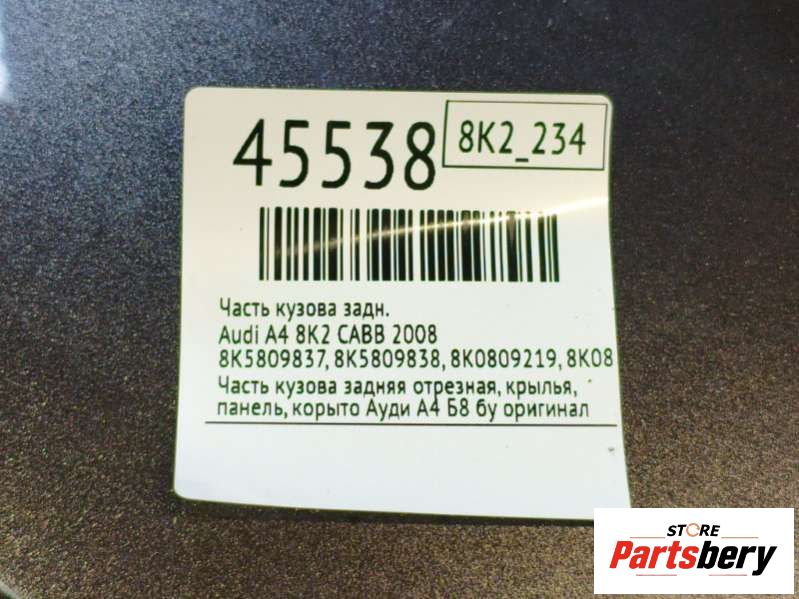 45538
8K2_234
Часть кузова задн.
Audi A4 8K2 CABB 2008
8K5809837, 8K5809838, 8K0809219, 8K08
Часть кузова задняя отрезная, крылья,
панель, корыто Ауди А4 Б8 бу оригинал
STORE
Partsbery